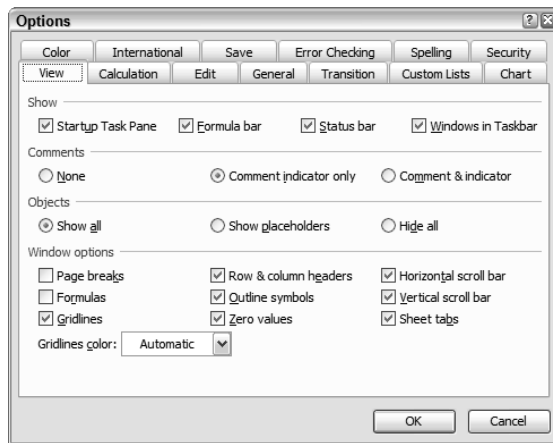 Options
Color International Save Error Checking Spelling Security
View Calculation Edit General Transition Custom Lists Chart
Show
Startup Task Pane Formula bar Status bar Windows in Taskbar
Comments
None Comment indicator only Comment & indicator
Objects
Show all Show placeholders Hide all
Window options
Page breaks Row & column headers Horizontal scroll bar
Formulas Outline symbols Vertical scroll bar
Gridlines Zero values Sheet tabs
Gridlines color: Automatic
OK Cancel